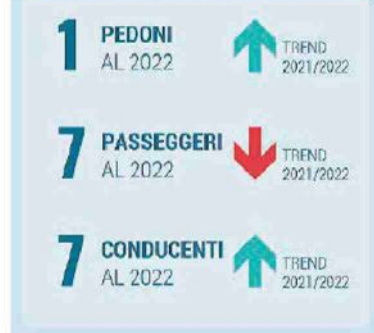 1 PEDONI
AL 2022
TREND
2021/2022
7 PASSEGGERI
AL 2022
TREND
2021/2022
7 CONDUCENTI
AL 2022
TREND
2021/2022